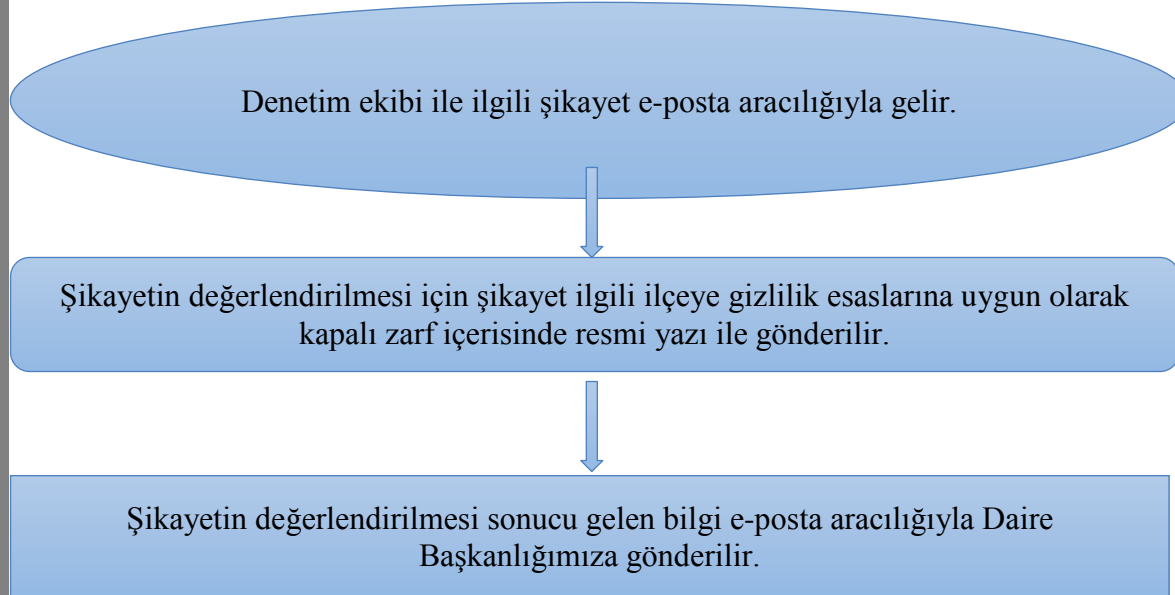 Denetim ekibi ile ilgili şikayet e-posta aracılığıyla gelir.
Şikayetin değerlendirilmesi için şikayet ilgili ilçeye gizlilik esaslarına uygun olarak
kapalı zarf içerisinde resmi yazı ile gönderilir.
Şikayetin değerlendirilmesi sonucu gelen bilgi e-posta aracılığıyla Daire
Başkanlığımıza gönderilir.